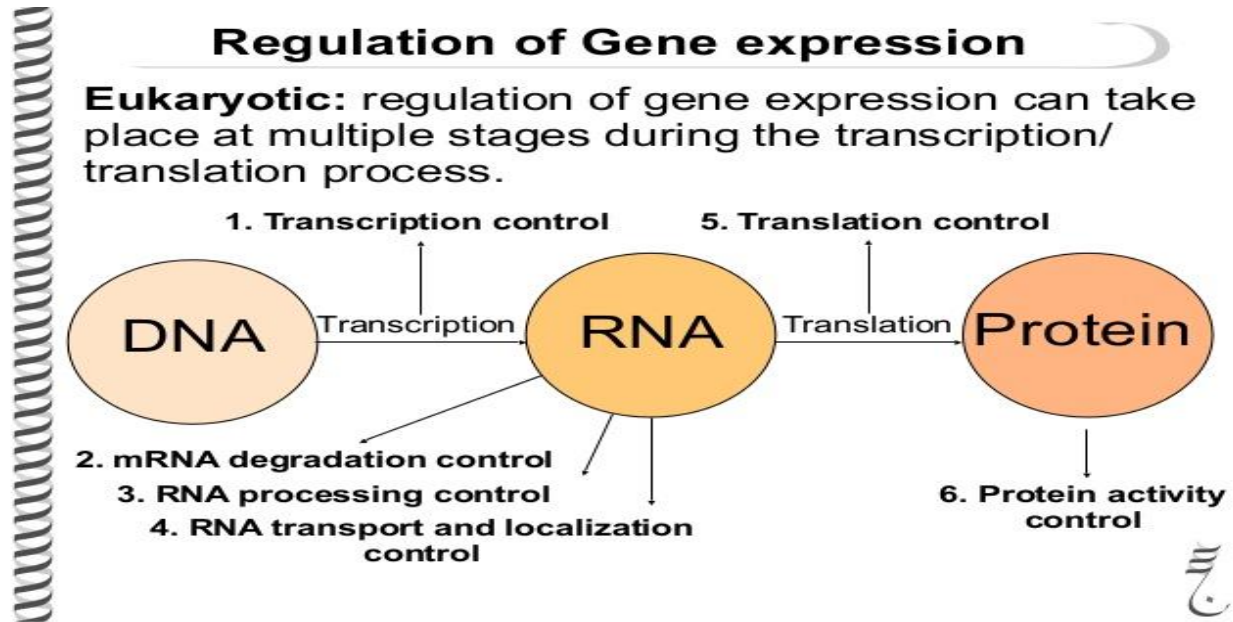 Regulation of Gene expression
Eukaryotic: regulation of gene expression can take
place at multiple stages during the transcription/
translation process.
1. Transcription control
5. Translation control
DNA
Transcription
RNA
Translation
Protein
2. mRNA degradation control
3. RNA processing control
4. RNA transport and localization
control
6. Protein activity
control